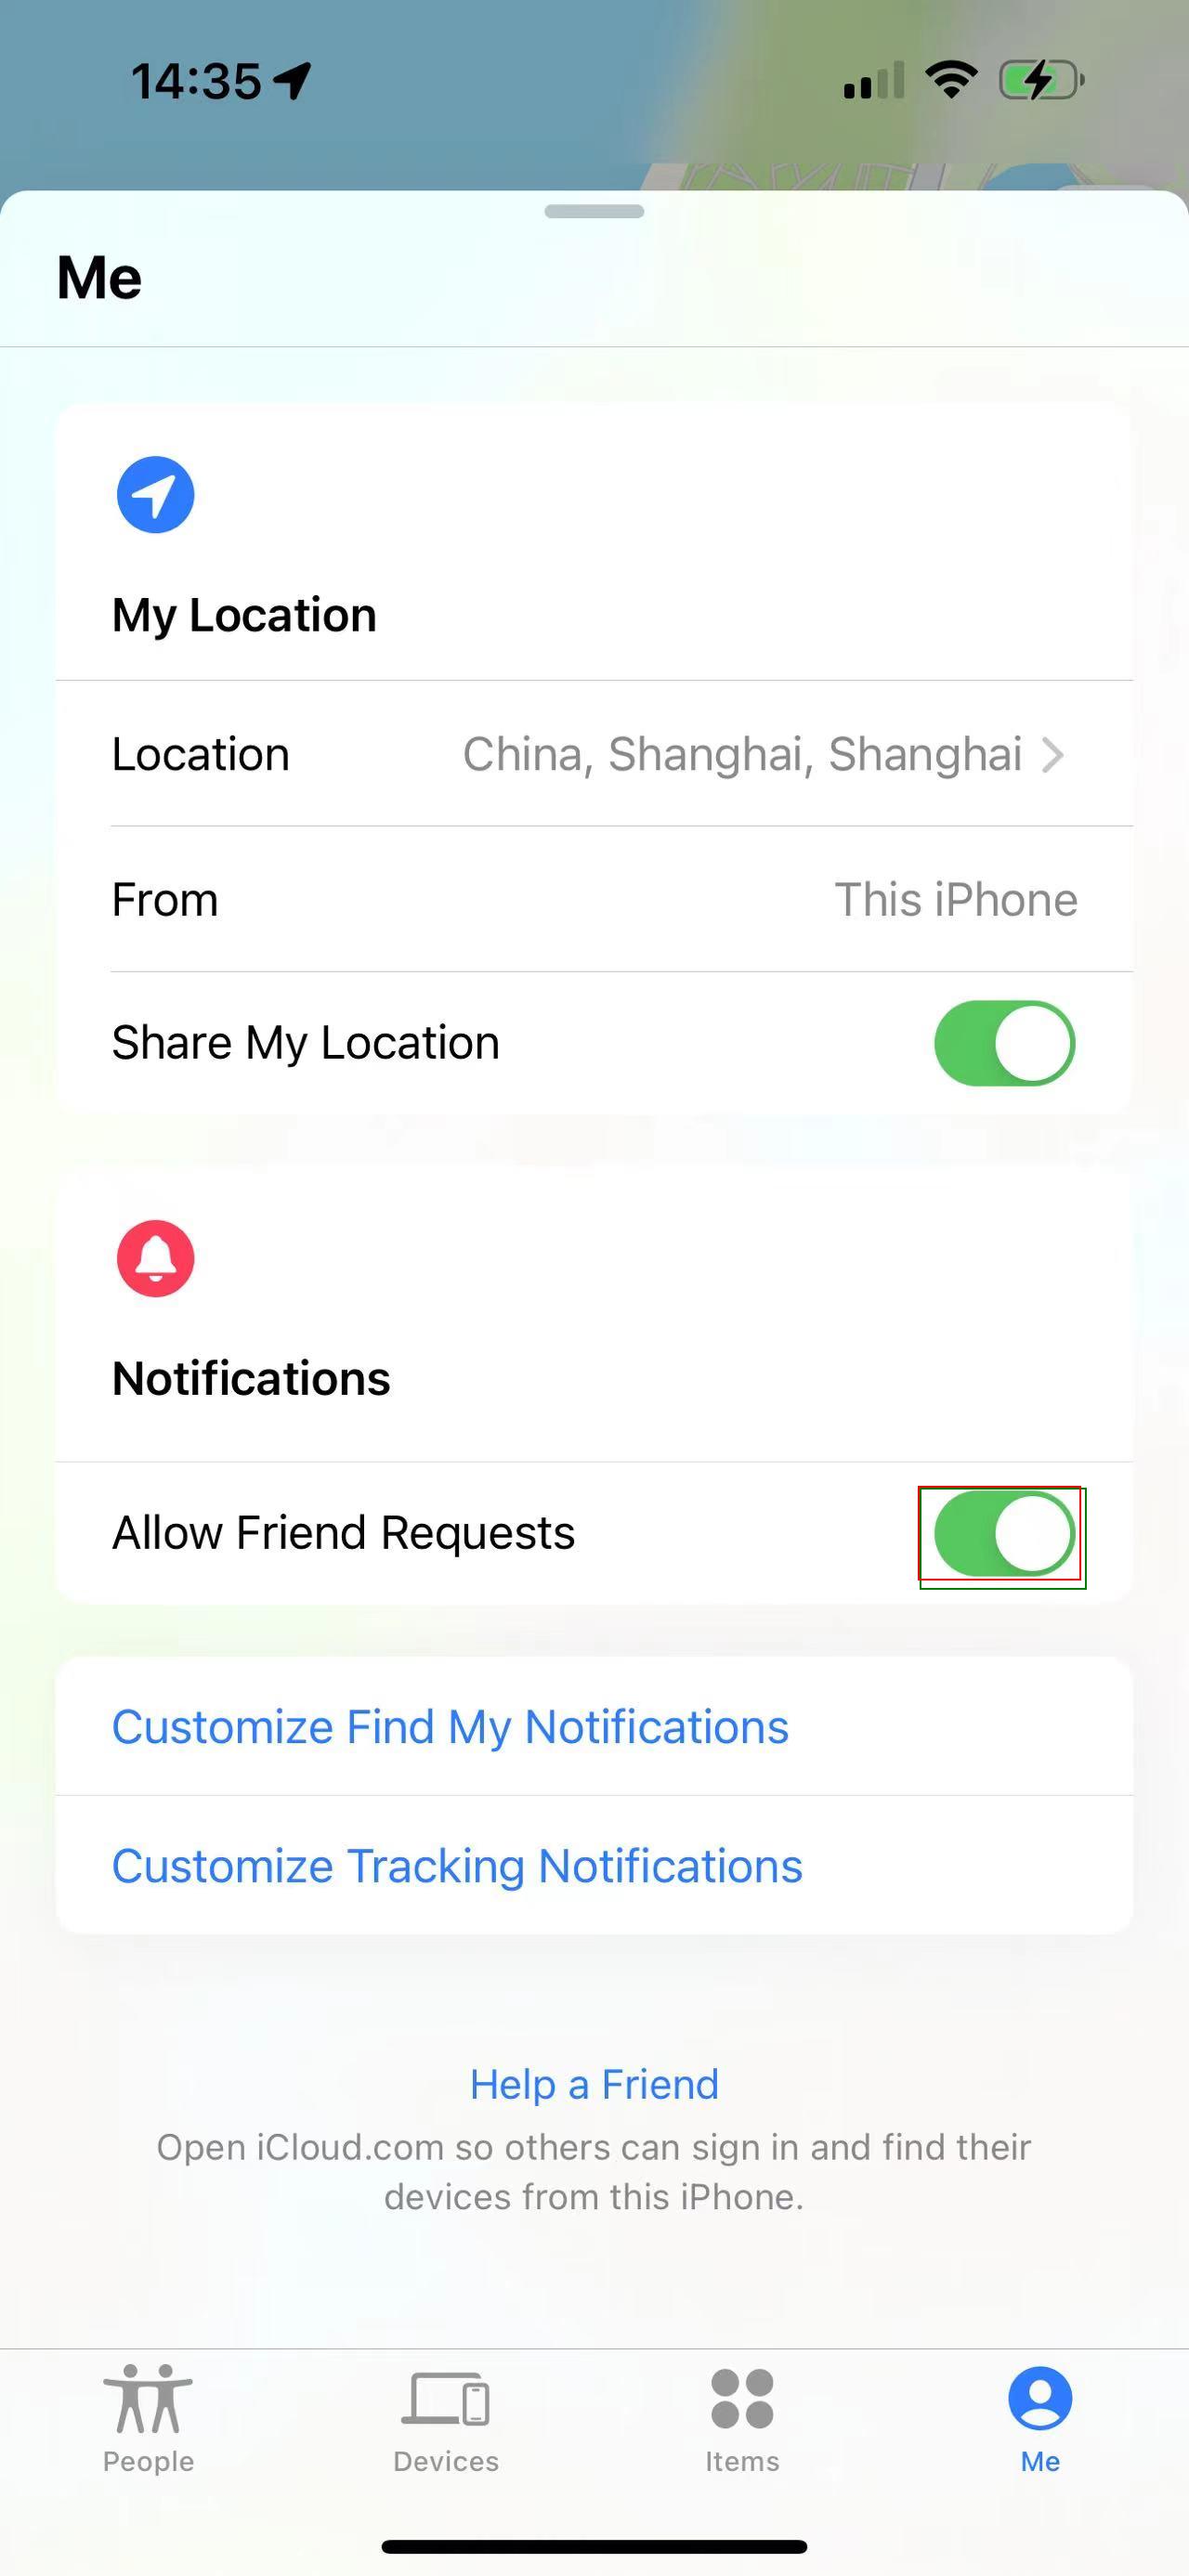 14:35
Me
My Location
Location China, Shanghai, Shanghai
From This iPhone
Share My Location
Notifications
Allow Friend Requests
Customize Find My Notifications
Customize Tracking Notifications
Help a Friend
Open iCloud.com so others can sign in and find their
devices from this iPhone.
People Devices Items Me